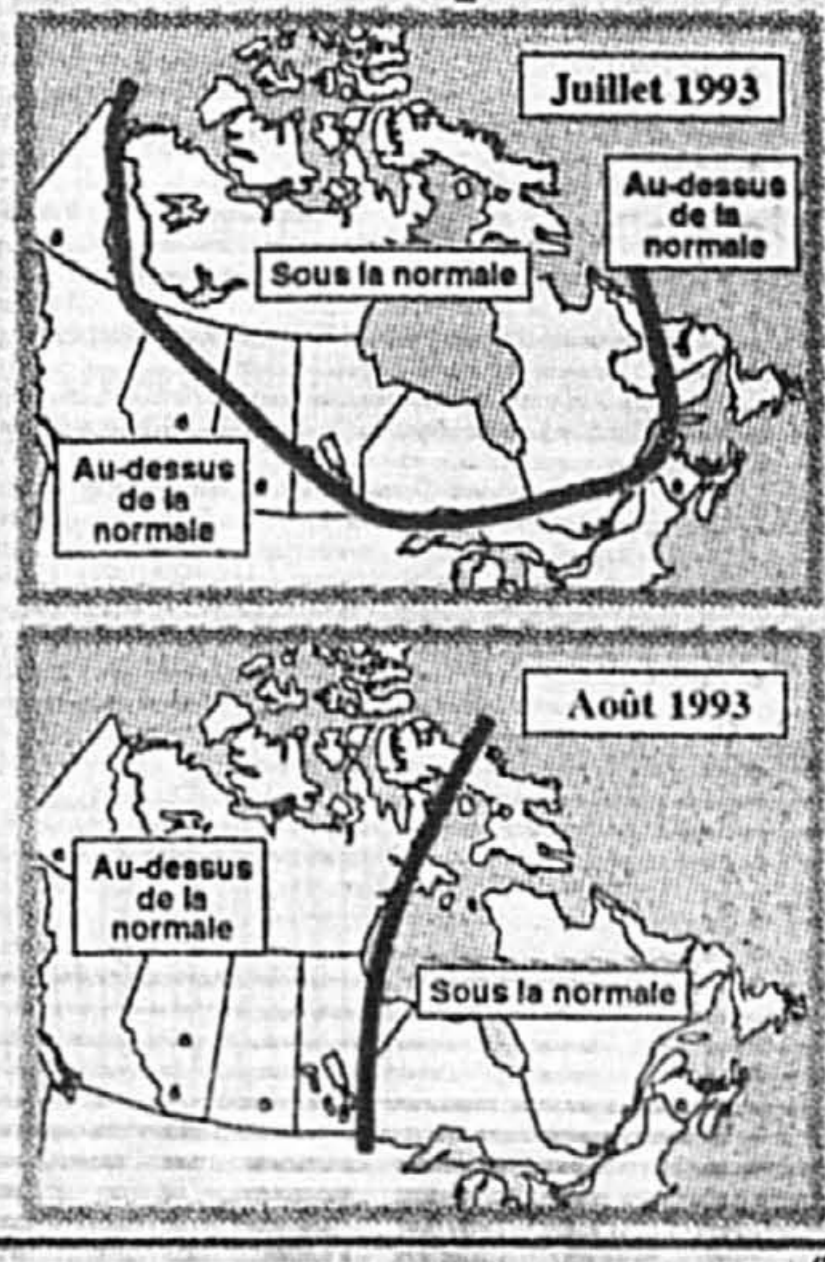 Juillet 1993
Au-dessus
de la
normale
Sous la normale
Au-dessus
de la
normale
Août 1993
Au-dessus
de la
normale
Sous la normale